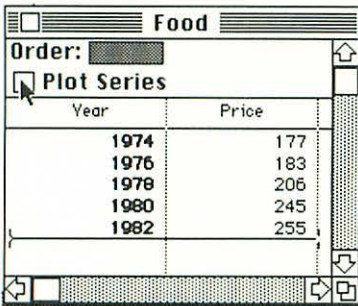 Food
Order:
Plot Series
Year Price
1974 177
1976 183
1978 206
1980 245
1982 255